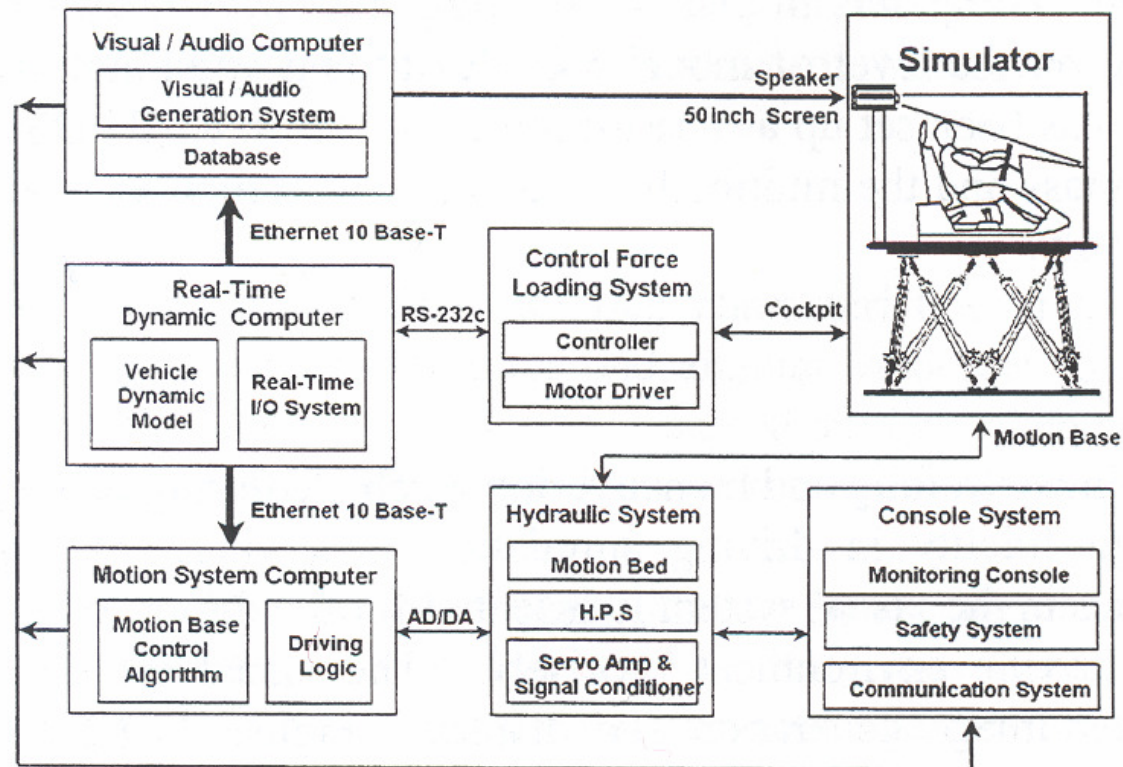 Visual / Audio Computer
Visual / Audio
Generation System
Database
Speaker
50 Inch Screen
Simulator
Ethernet 10 Base-T
Real-Time
Dynamic Computer
Vehicle
Dynamic
Model
Real-Time
I/O System
RS-232c
Control Force
Loading System
Controller
Motor Driver
Cockpit
Motion Base
Ethernet 10 Base-T
Motion System Computer
Motion Base
Control
Algorithm
Driving
Logic
AD/DA
Hydraulic System
Motion Bed
H.P.S
Servo Amp &
Signal Conditioner
Console System
Monitoring Console
Safety System
Communication System